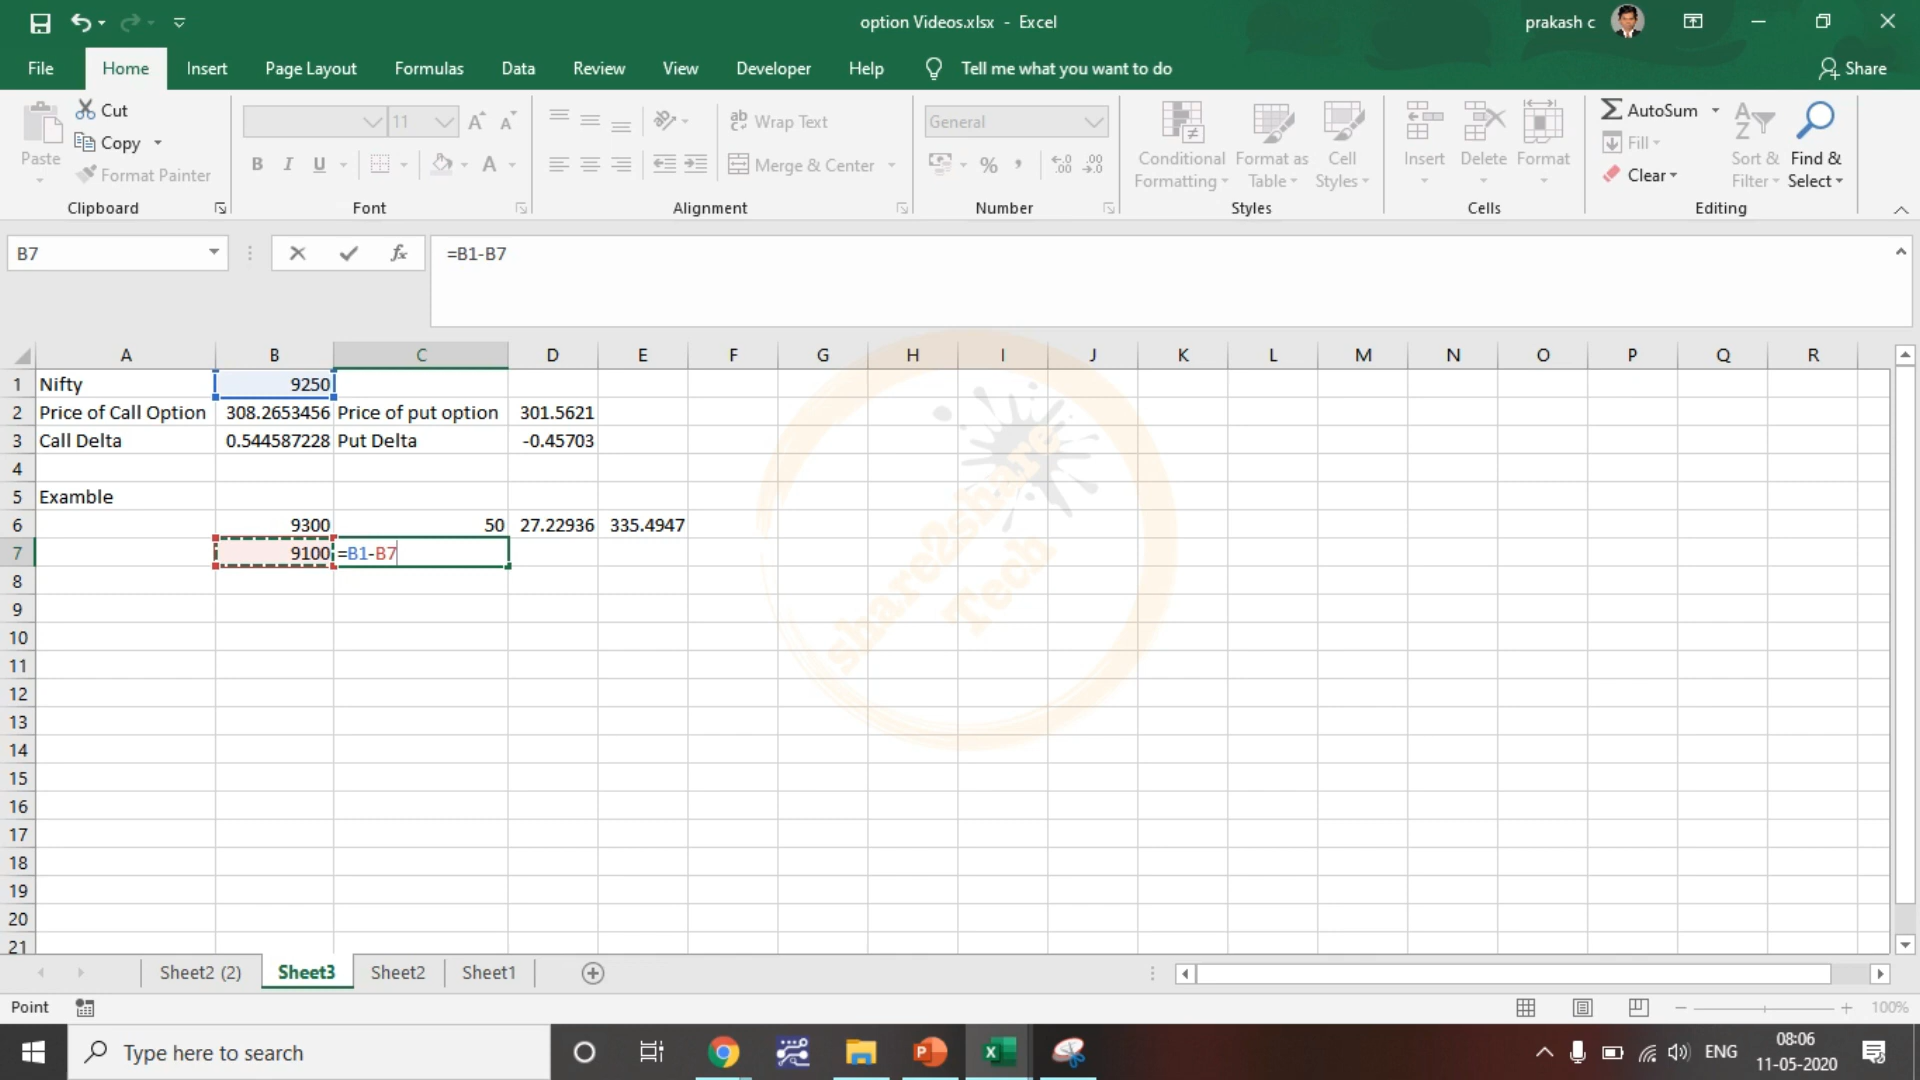 option Videos.xlsx - Excel
prakash c
File Home Insert Page Layout Formulas Data Review View Developer Help Tell me what you want to do Share
Paste Cut Copy Format Painter
11
B I U A
ab Wrap Text
Merge & Center
General
% ,
Conditional Formatting
Format as Table
Cell Styles
Insert Delete Format
AutoSum
Fill
Clear
Sort & Filter
Find & Select
Clipboard Font Alignment Number Styles Cells Editing
B7 fx =B1-B7
A B C D E F G H I J K L M N O P Q R
1 Nifty 9250
2 Price of Call Option 308.2653456 Price of put option 301.5621
3 Call Delta 0.544587228 Put Delta -0.45703
4
5 Examble
6 9300 50 27.22936 335.4947
7 9100 =B1-B7
8
9
10
11
12
13
14
15
16
17
18
19
20
21
share2share
Tech
Sheet2 (2) Sheet3 Sheet2 Sheet1
Point 100%
Type here to search
ENG
08:06
11-05-2020